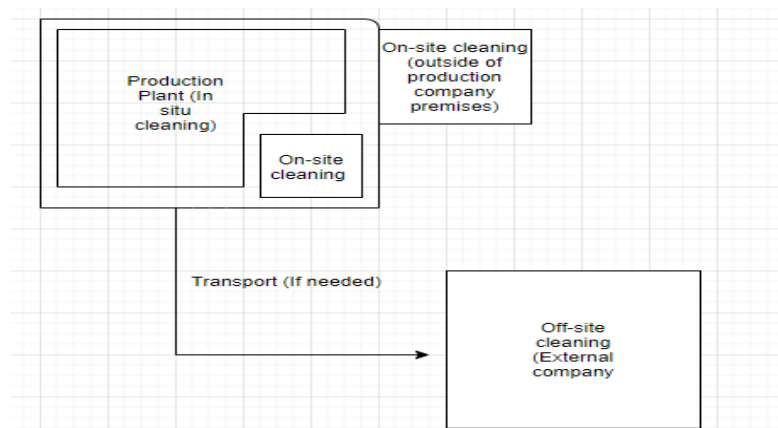 Production
Plant (In
situ
cleaning)
On-site cleaning
(outside of
production
company
premises)
On-site
cleaning
Transport (If needed)
Off-site
cleaning
(External
company